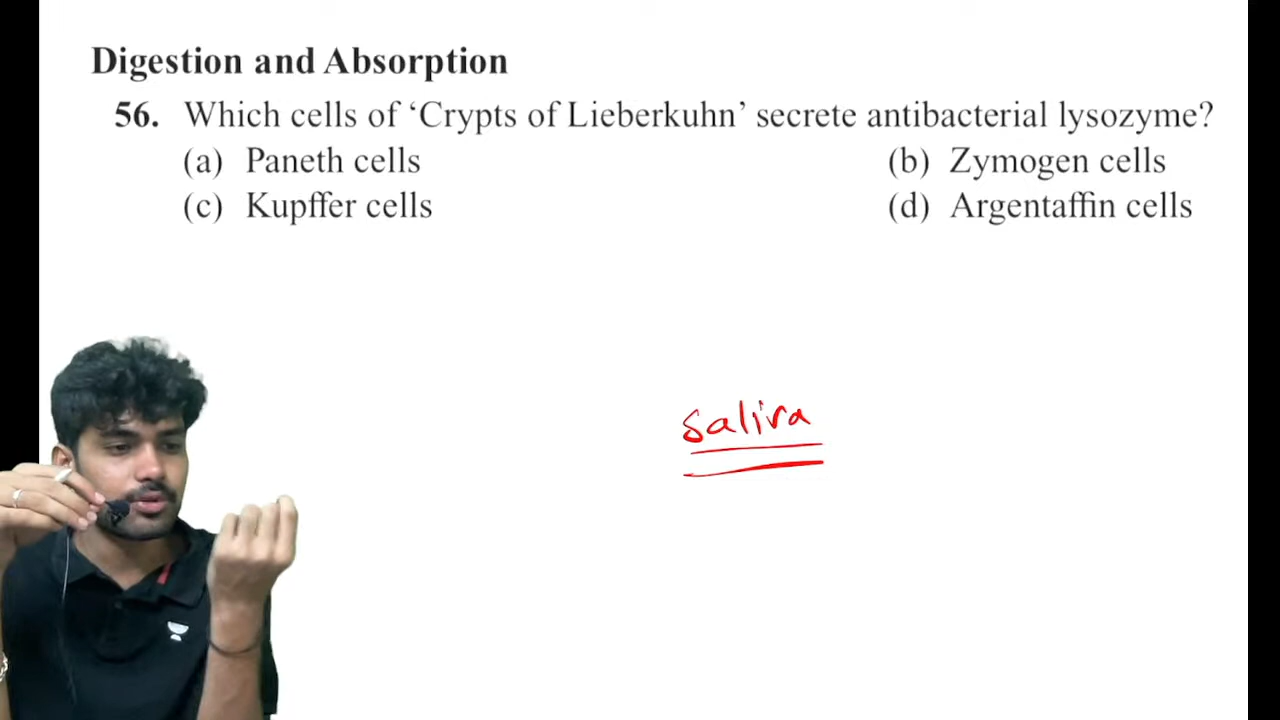 Digestion and Absorption
56. Which cells of ‘Crypts of Lieberkuhn’ secrete antibacterial lysozyme?
(a) Paneth cells (b) Zymogen cells
(c) Kupffer cells (d) Argentaffin cells
saliva